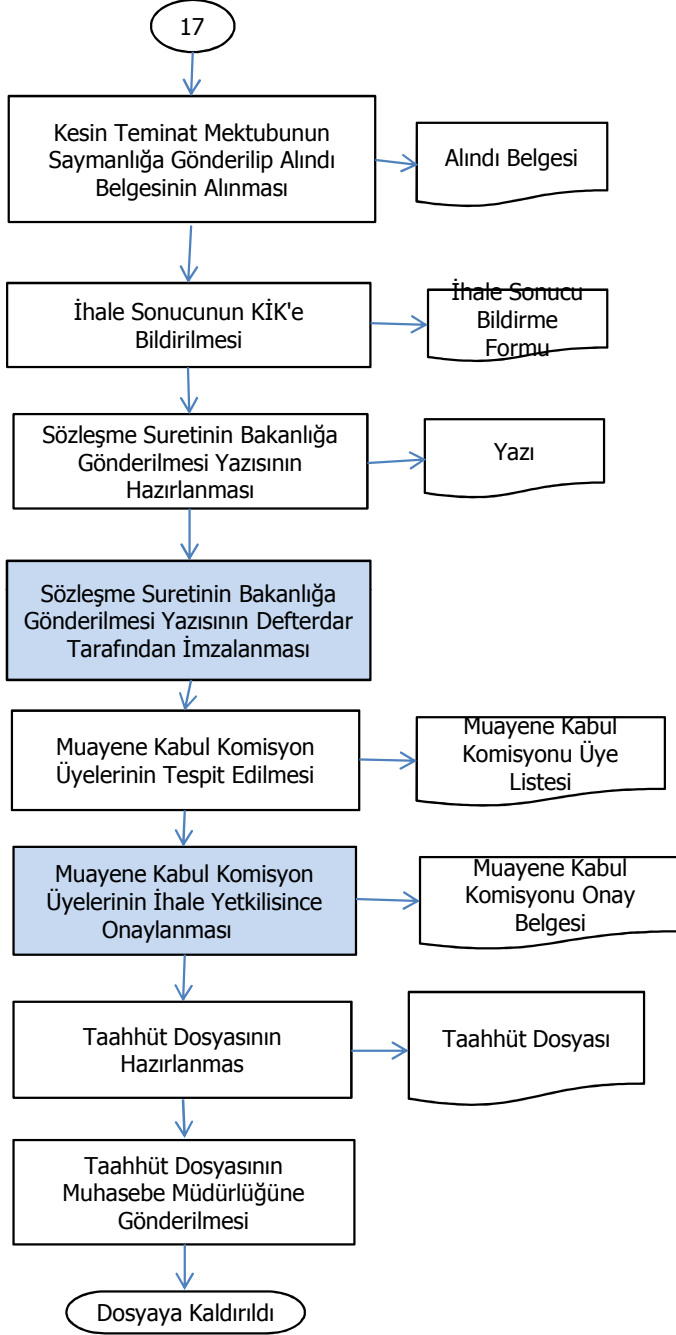 17
Kesin Teminat Mektubunun
Saymanlığa Gönderilip Alındı
Belgesinin Alınması
Alındı Belgesi
İhale Sonucunun KİK'e
Bildirilmesi
İhale Sonucu
Bildirme
Formu
Sözleşme Suretinin Bakanlığa
Gönderilmesi Yazısının
Hazırlanması
Yazı
Sözleşme Suretinin Bakanlığa
Gönderilmesi Yazısının Defterdar
Tarafından İmzalanması
Muayene Kabul Komisyon
Üyelerinin Tespit Edilmesi
Muayene Kabul
Komisyonu Üye
Listesi
Muayene Kabul Komisyon
Üyelerinin İhale Yetkilisince
Onaylanması
Muayene Kabul
Komisyonu Onay
Belgesi
Taahhüt Dosyasının
Hazırlanmas
Taahhüt Dosyası
Taahhüt Dosyasının
Muhasebe Müdürlüğüne
Gönderilmesi
Dosyaya Kaldırıldı